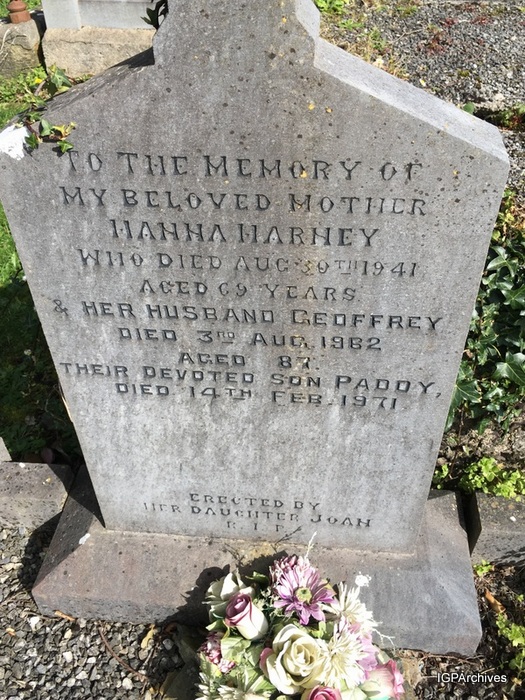 TO THE MEMORY OF
MY BELOVED MOTHER
HANNA HARNEY
WHO DIED AUG 30TH 1941
AGED 69 YEARS
& HER HUSBAND GEOFFREY
DIED 3RD AUG. 1962
AGED 87.
THEIR DEVOTED SON PADDY,
DIED 14TH FEB. 1971
ERECTED BY
HER DAUGHTER JOAN
R. I. P.
IGPArchives